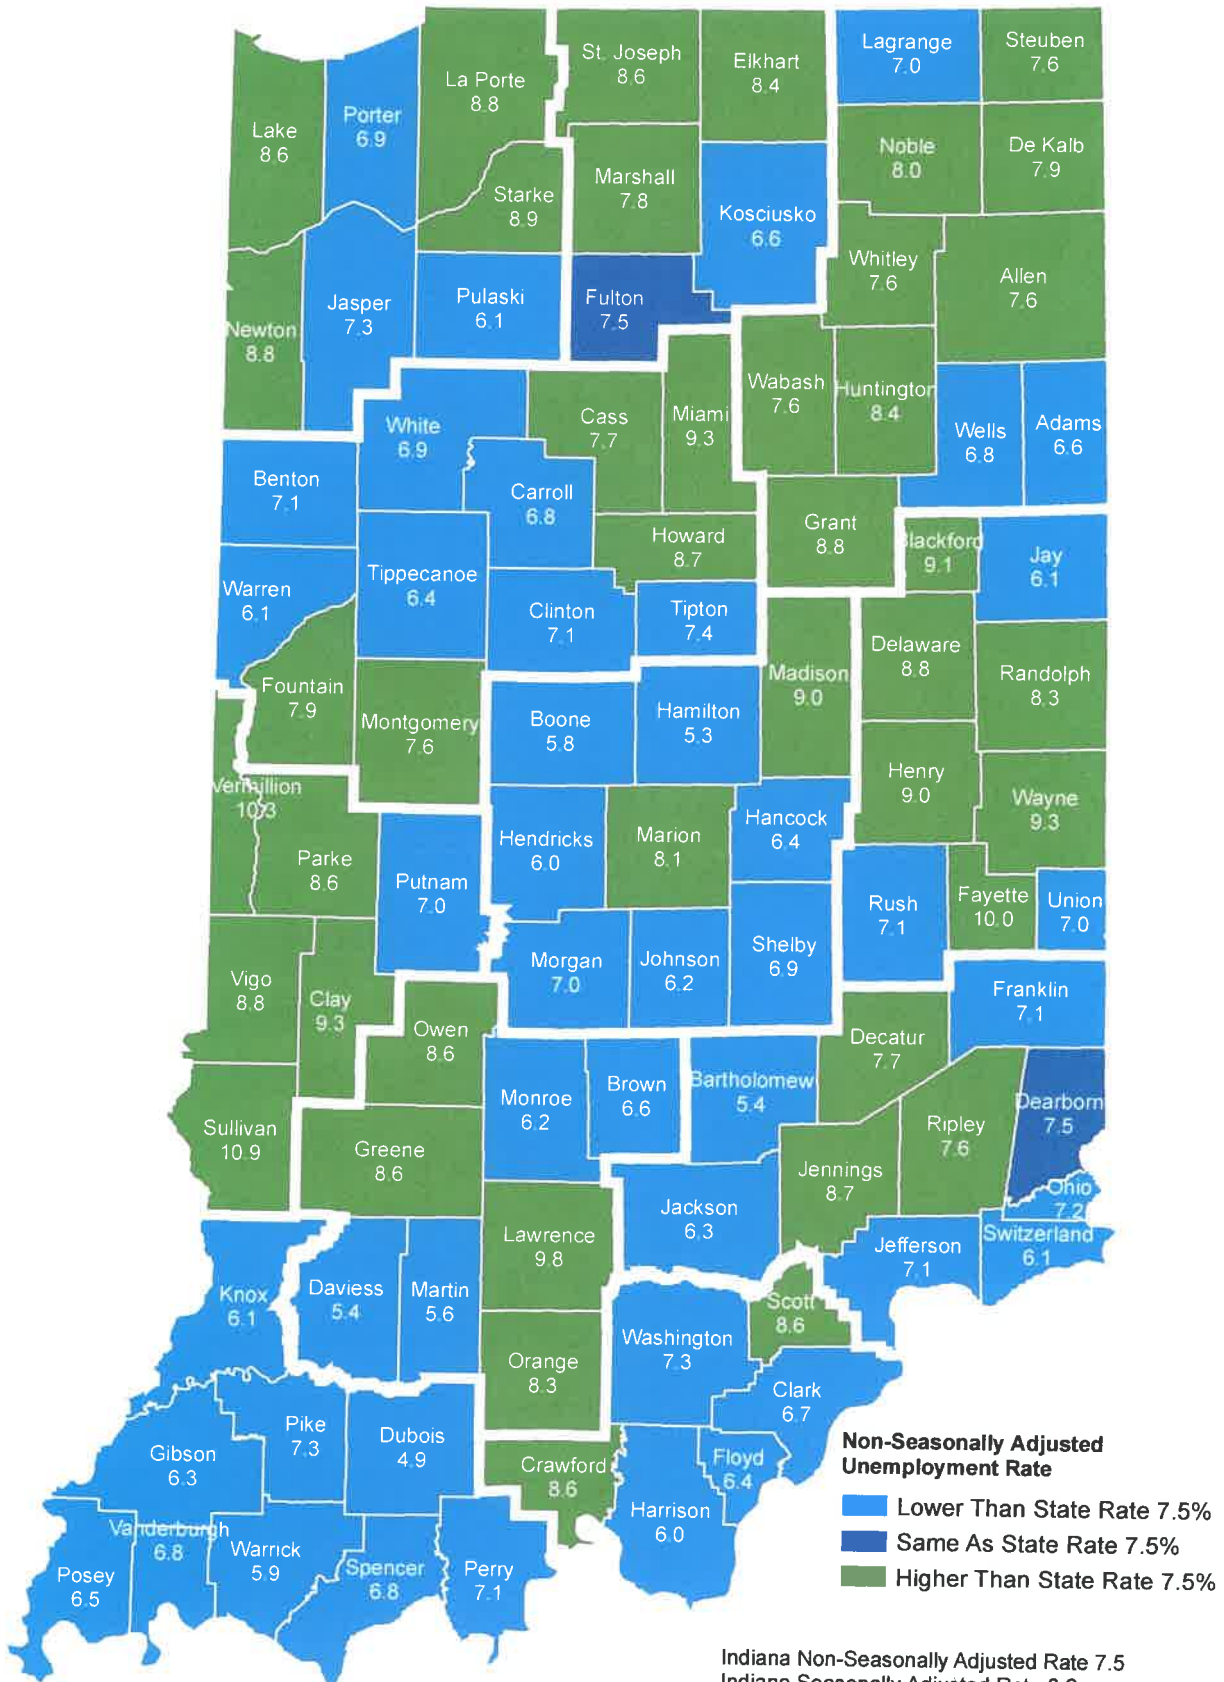 Lagrange
7.0
Steuben
7.6
St. Joseph
8.6
Elkhart
8.4
La Porte
8.8
Porter
6.9
Lake
8.6
Noble
8.0
De Kalb
7.9
Marshall
7.8
Starke
8.9
Kosciusko
6.6
Whitley
7.6
Allen
7.6
Jasper
7.3
Pulaski
6.1
Fulton
7.5
Newton
8.8
Wabash
7.6
Huntington
8.4
White
6.9
Cass
7.7
Miami
9.3
Wells
6.8
Adams
6.6
Benton
7.1
Carroll
6.8
Grant
8.8
Howard
8.7
Blackford
9.1
Jay
6.1
Warren
6.1
Tippecanoe
6.4
Clinton
7.1
Tipton
7.4
Delaware
8.8
Randolph
8.3
Madison
9.0
Fountain
7.9
Montgomery
7.6
Boone
5.8
Hamilton
5.3
Henry
9.0
Wayne
9.3
Vermillion
10.3
Hendricks
6.0
Marion
8.1
Hancock
6.4
Parke
8.6
Putnam
7.0
Rush
7.1
Fayette
10.0
Union
7.0
Morgan
7.0
Johnson
6.2
Shelby
6.9
Vigo
8.8
Clay
9.3
Franklin
7.1
Owen
8.6
Decatur
7.7
Monroe
6.2
Brown
6.6
Bartholomew
5.4
Dearborn
7.5
Sullivan
10.9
Greene
8.6
Ripley
7.6
Jennings
8.7
Jackson
6.3
Ohio
7.2
Lawrence
9.8
Jefferson
7.1
Switzerland
6.1
Knox
6.1
Daviess
5.4
Martin
5.6
Scott
8.6
Washington
7.3
Orange
8.3
Clark
6.7
Pike
7.3
Dubois
4.9
Gibson
6.3
Crawford
8.6
Floyd
6.4
Harrison
6.0
Vanderburgh
6.8
Warrick
5.9
Posey
6.5
Spencer
6.8
Perry
7.1
Non-Seasonally Adjusted
Unemployment Rate
Lower Than State Rate 7.5%
Same As State Rate 7.5%
Higher Than State Rate 7.5%
Indiana Non-Seasonally Adjusted Rate 7.5
Indiana Seasonally Adjusted Rate